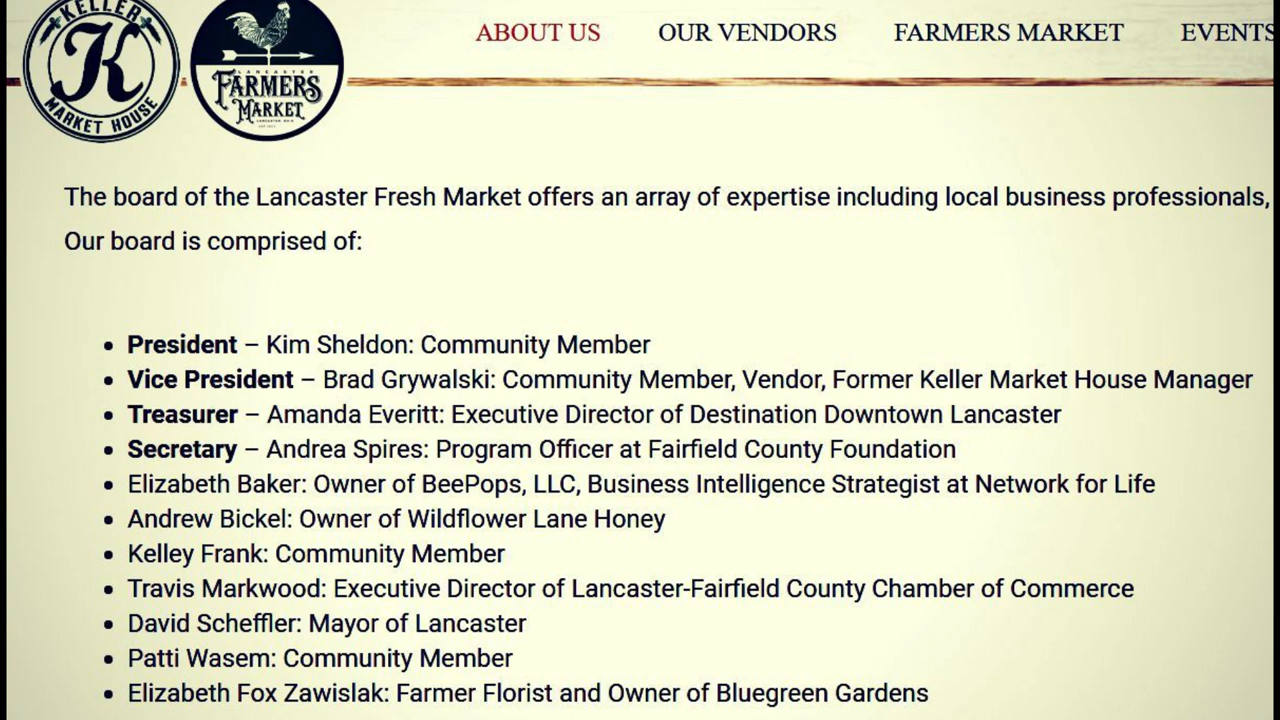 KELLER
K
MARKET HOUSE
LANCASTER
FARMERS
MARKET
ABOUT US
OUR VENDORS
FARMERS MARKET
EVENTS
The board of the Lancaster Fresh Market offers an array of expertise including local business professionals,
Our board is comprised of:
• President – Kim Sheldon: Community Member
• Vice President – Brad Grywalski: Community Member, Vendor, Former Keller Market House Manager
• Treasurer – Amanda Everitt: Executive Director of Destination Downtown Lancaster
• Secretary – Andrea Spires: Program Officer at Fairfield County Foundation
• Elizabeth Baker: Owner of BeePops, LLC, Business Intelligence Strategist at Network for Life
• Andrew Bickel: Owner of Wildflower Lane Honey
• Kelley Frank: Community Member
• Travis Markwood: Executive Director of Lancaster-Fairfield County Chamber of Commerce
• David Scheffler: Mayor of Lancaster
• Patti Wasem: Community Member
• Elizabeth Fox Zawislak: Farmer Florist and Owner of Bluegreen Gardens